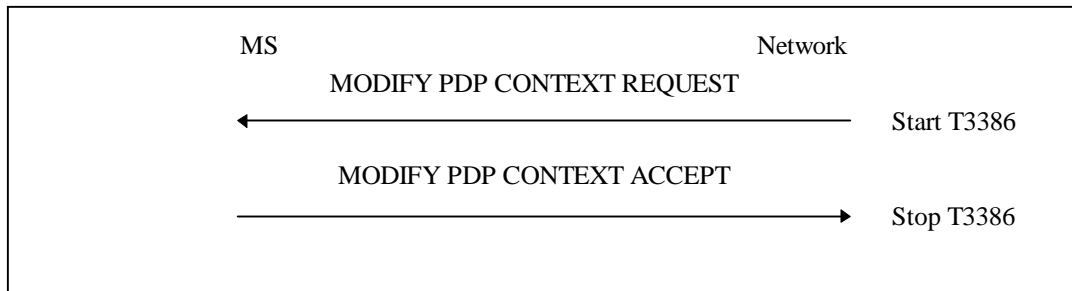 MS Network
MODIFY PDP CONTEXT REQUEST
Start T3386
MODIFY PDP CONTEXT ACCEPT
Stop T3386